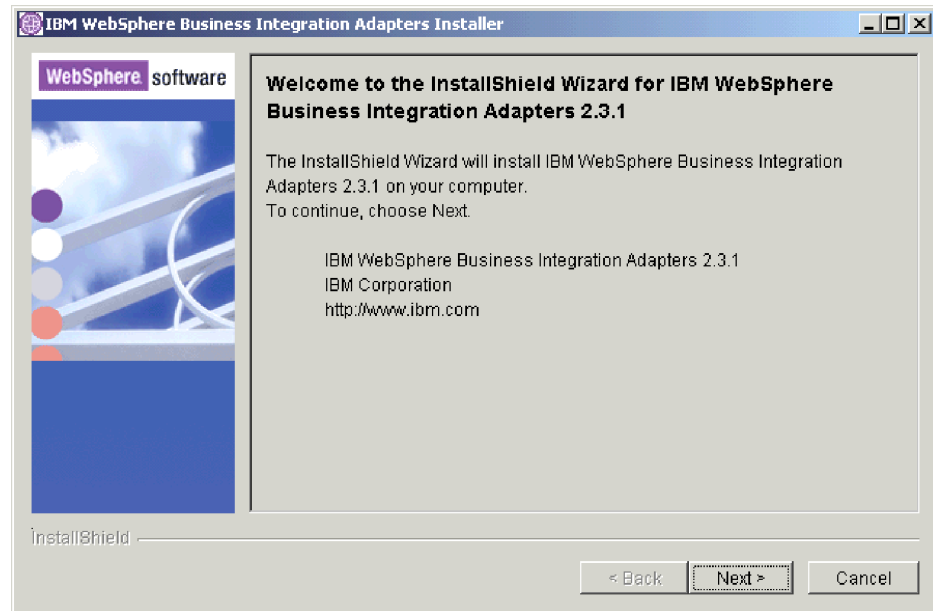 IBM WebSphere Business Integration Adapters Installer
WebSphere. software
Welcome to the InstallShield Wizard for IBM WebSphere
Business Integration Adapters 2.3.1
The InstallShield Wizard will install IBM WebSphere Business Integration
Adapters 2.3.1 on your computer.
To continue, choose Next.
IBM WebSphere Business Integration Adapters 2.3.1
IBM Corporation
http://www.ibm.com
InstallShield
< Back
Next >
Cancel